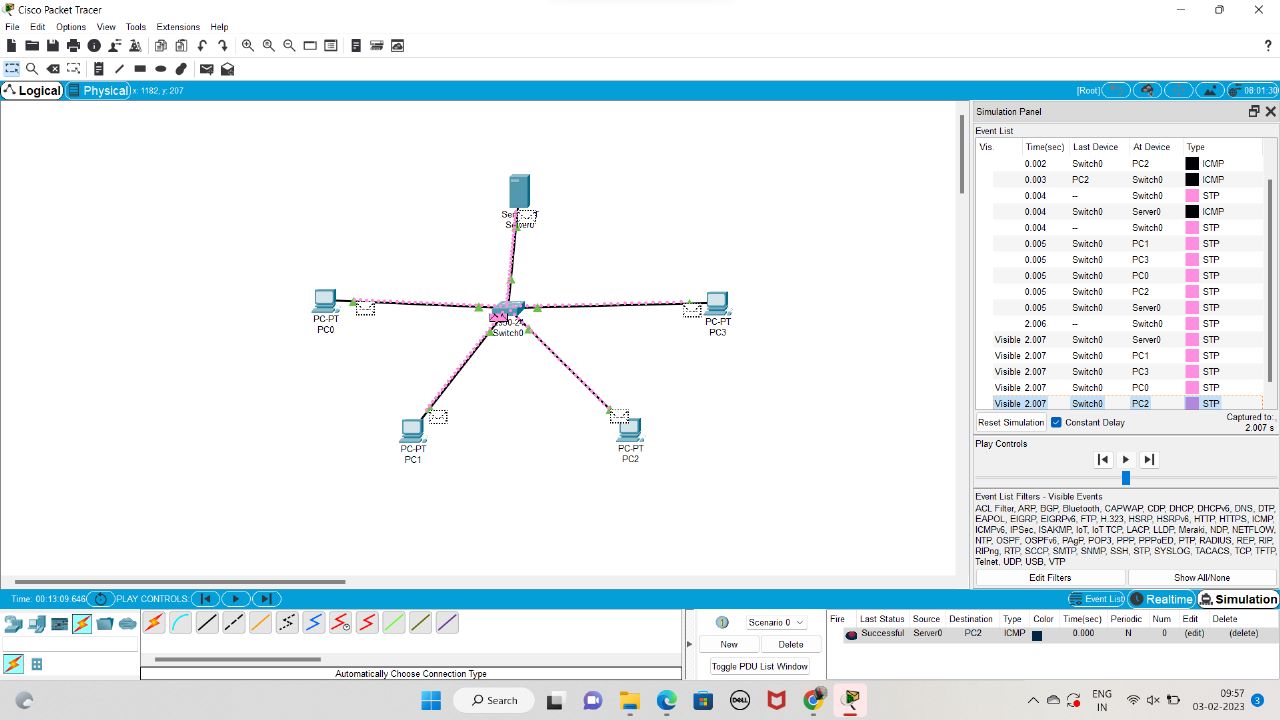 Cisco Packet Tracer
File Edit Options View Tools Extensions Help
Logical Physical x: 1182, y: 207 [Root] 08:01:30
Simulation Panel
Event List
Vis. Time(sec) Last Device At Device Type
0.002 Switch0 PC2 ICMP
0.003 PC2 Switch0 ICMP
0.004 -- Switch0 STP
0.004 Switch0 Server0 ICMP
0.004 -- Switch0 STP
0.005 Switch0 PC1 STP
0.005 Switch0 PC3 STP
0.005 Switch0 PC0 STP
0.005 Switch0 PC2 STP
0.005 Switch0 Server0 STP
2.006 -- Switch0 STP
Visible 2.007 Switch0 Server0 STP
Visible 2.007 Switch0 PC1 STP
Visible 2.007 Switch0 PC3 STP
Visible 2.007 Switch0 PC0 STP
Visible 2.007 Switch0 PC2 STP
Reset Simulation Constant Delay Captured to:
2.007 s
Play Controls
Event List Filters - Visible Events
ACL Filter, ARP, BGP, Bluetooth, CAPWAP, CDP, DHCP, DHCPv6, DNS, DTP,
EAPOL, EIGRP, EIGRPv6, FTP, H.323, HSRP, HSRPv6, HTTP, HTTPS, ICMP,
ICMPv6, IPSec, ISAKMP, IoT, IoT TCP, LACP, LLDP, Meraki, NDP, NETFLOW,
NTP, OSPF, OSPFv6, PAgP, POP3, PPP, PPPoED, PTP, RADIUS, REP, RIP,
RIPng, RTP, SCCP, SMTP, SNMP, SSH, STP, SYSLOG, TACACS, TCP, TFTP,
Telnet, UDP, USB, VTP
Edit Filters Show All/None
Server0
PC-PT
PC0
Switch0
PC-PT
PC3
PC-PT
PC1
PC-PT
PC2
Time: 00:13:09.646 PLAY CONTROLS: Event List Realtime Simulation
Scenario 0
New Delete
Toggle PDU List Window
Fire Last Status Source Destination Type Color Time(sec) Periodic Num Edit Delete
Successful Server0 PC2 ICMP 0.000 N 0 (edit) (delete)
Automatically Choose Connection Type
Search
DELL
ENG
IN
09:57
03-02-2023
3